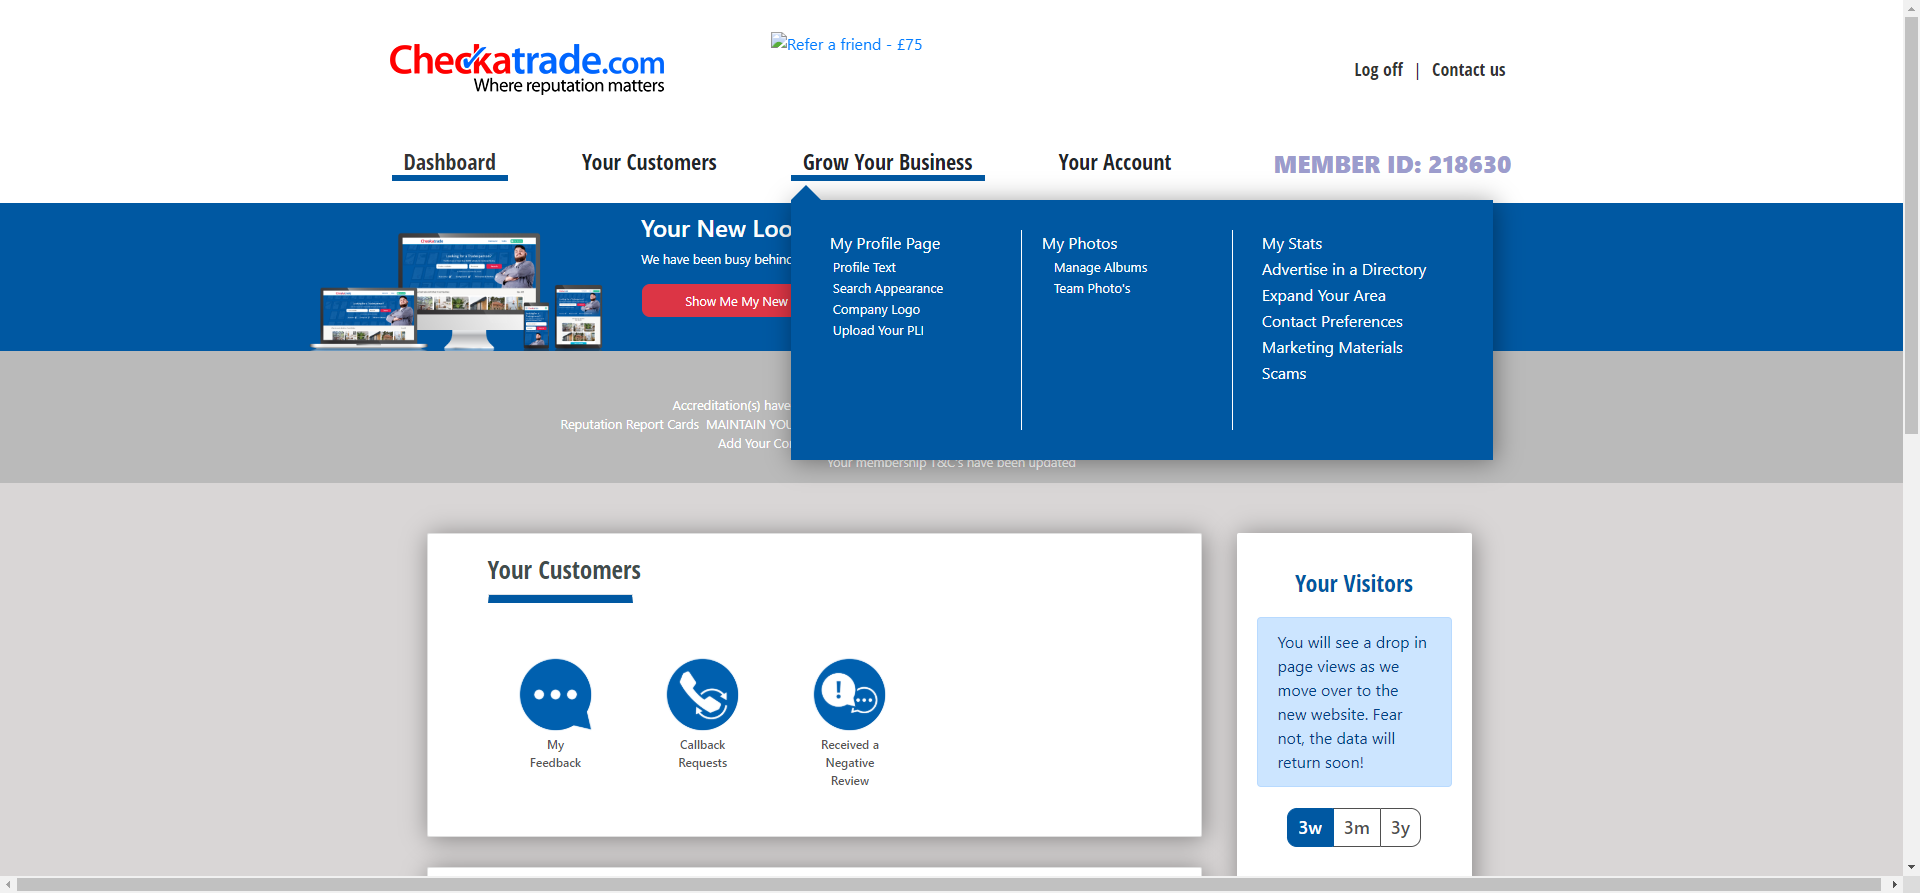 Checkatrade.com
Where reputation matters
Refer a friend - £75
Log off | Contact us
Dashboard
Your Customers
Grow Your Business
Your Account
MEMBER ID: 218630
Your New Loo
We have been busy behind
Show Me My New
My Profile Page
Profile Text
Search Appearance
Company Logo
Upload Your PLI
My Photos
Manage Albums
Team Photo's
My Stats
Advertise in a Directory
Expand Your Area
Contact Preferences
Marketing Materials
Scams
Accreditation(s) have
Reputation Report Cards MAINTAIN YOU
Add Your Co
Your membership T&C's have been updated
Your Customers
My
Feedback
Callback
Requests
Received a
Negative
Review
Your Visitors
You will see a drop in
page views as we
move over to the
new website. Fear
not, the data will
return soon!
3w 3m 3y